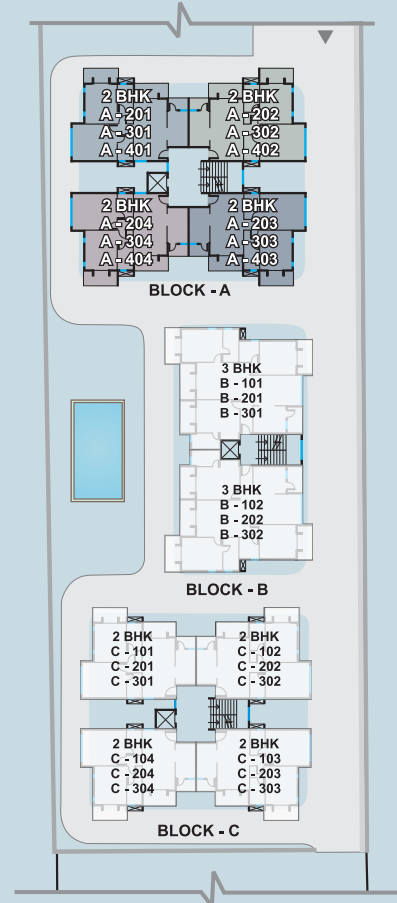 2 BHK
A - 201
A - 301
A - 401
2 BHK
A - 202
A - 302
A - 402
2 BHK
A - 204
A - 304
A - 404
2 BHK
A - 203
A - 303
A - 403
BLOCK - A
3 BHK
B - 101
B - 201
B - 301
3 BHK
B - 102
B - 202
B - 302
BLOCK - B
2 BHK
C - 101
C - 201
C - 301
2 BHK
C - 102
C - 202
C - 302
2 BHK
C - 104
C - 204
C - 304
2 BHK
C - 103
C - 203
C - 303
BLOCK - C